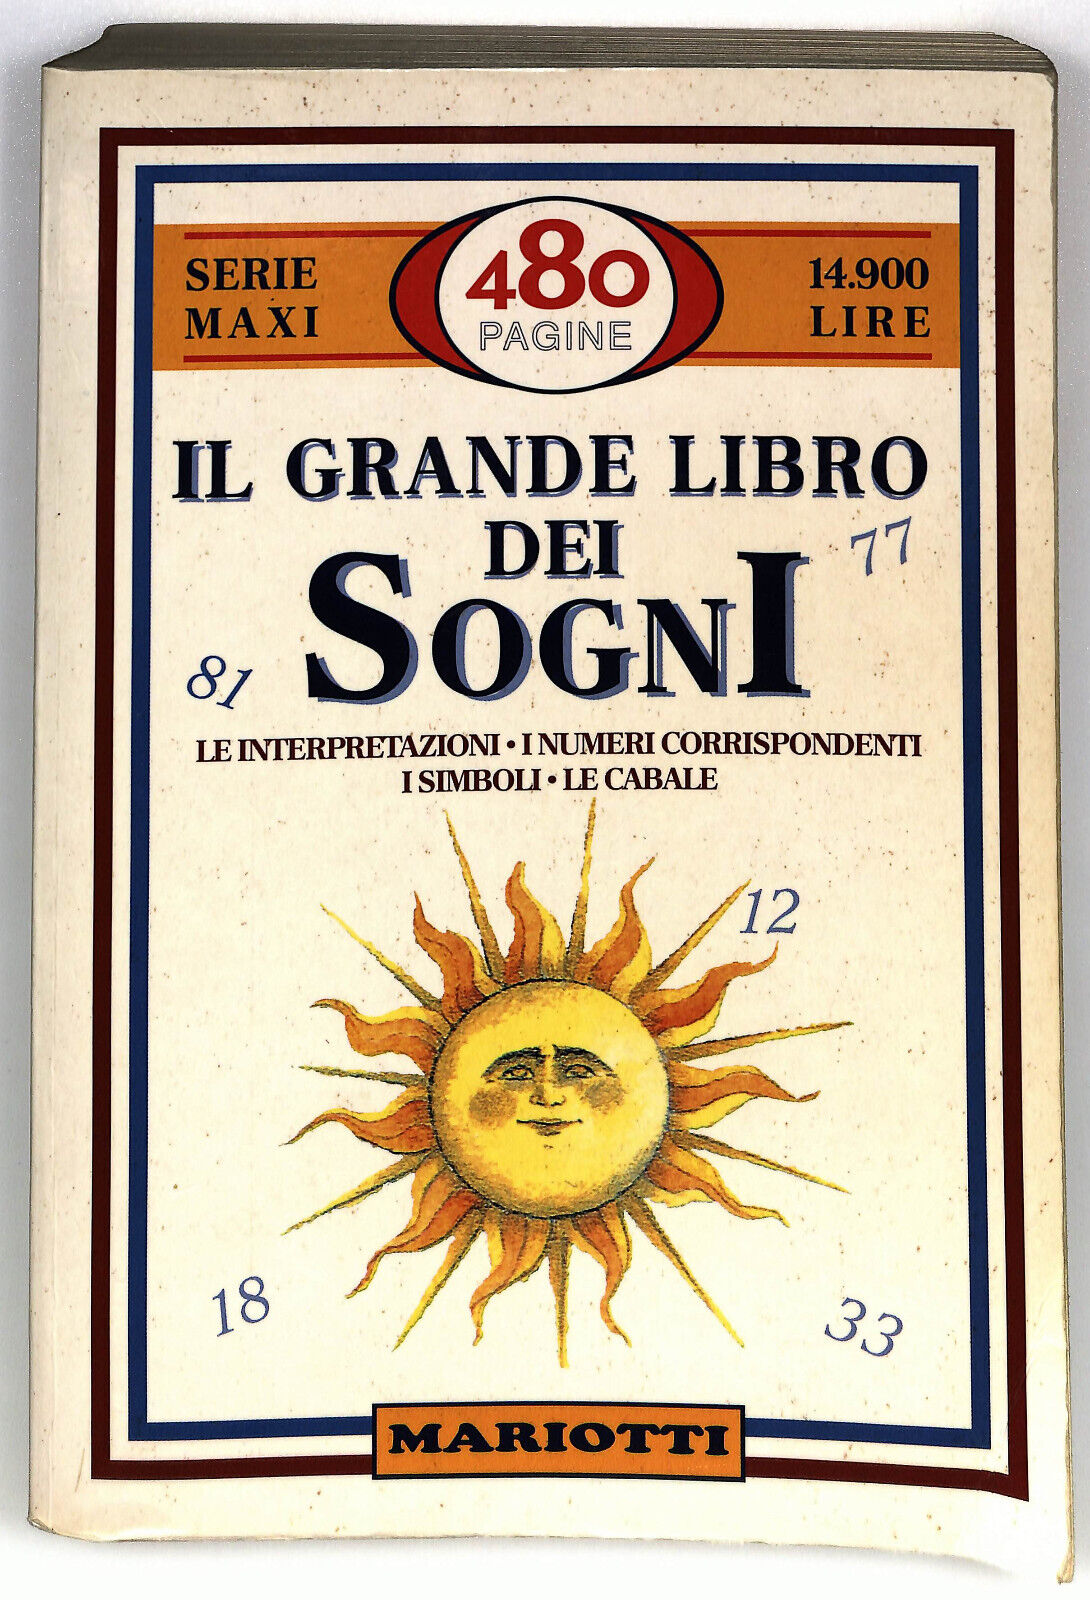 SERIE
MAXI
480
PAGINE
14.900
LIRE
IL GRANDE LIBRO
DEI
SOGNI
77
81
LE INTERPRETAZIONI • I NUMERI CORRISPONDENTI
I SIMBOLI • LE CABALE
12
18
33
MARIOTTI